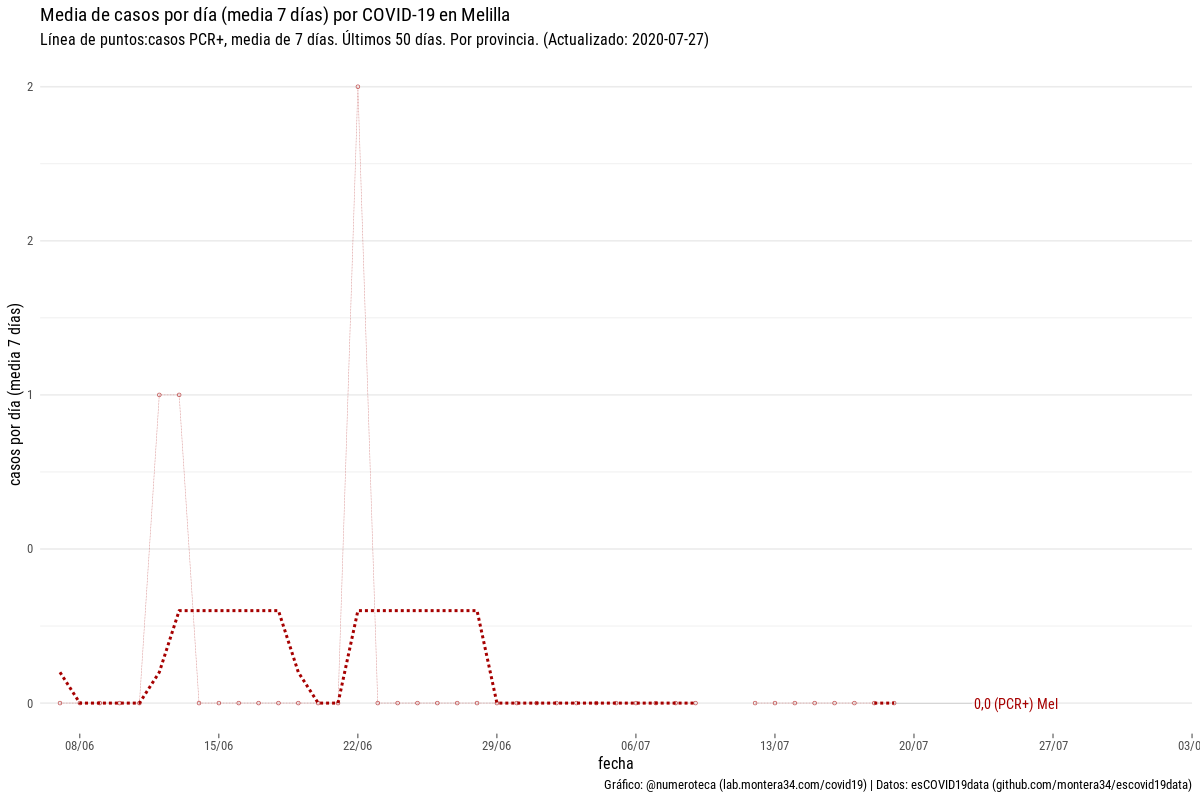 Media de casos por día (media 7 días) por COVID-19 en Melilla
Línea de puntos:casos PCR+, media de 7 días. Últimos 50 días. Por provincia. (Actualizado: 2020-07-27)
casos por día (media 7 días)
2
2
1
0
0
0,0 (PCR+) Mel
08/06
15/06
22/06
29/06
06/07
13/07
20/07
27/07
03/0
fecha
Gráfico: @numeroteca (lab.montera34.com/covid19) | Datos: esCOVID19data (github.com/montera34/escovid19data)